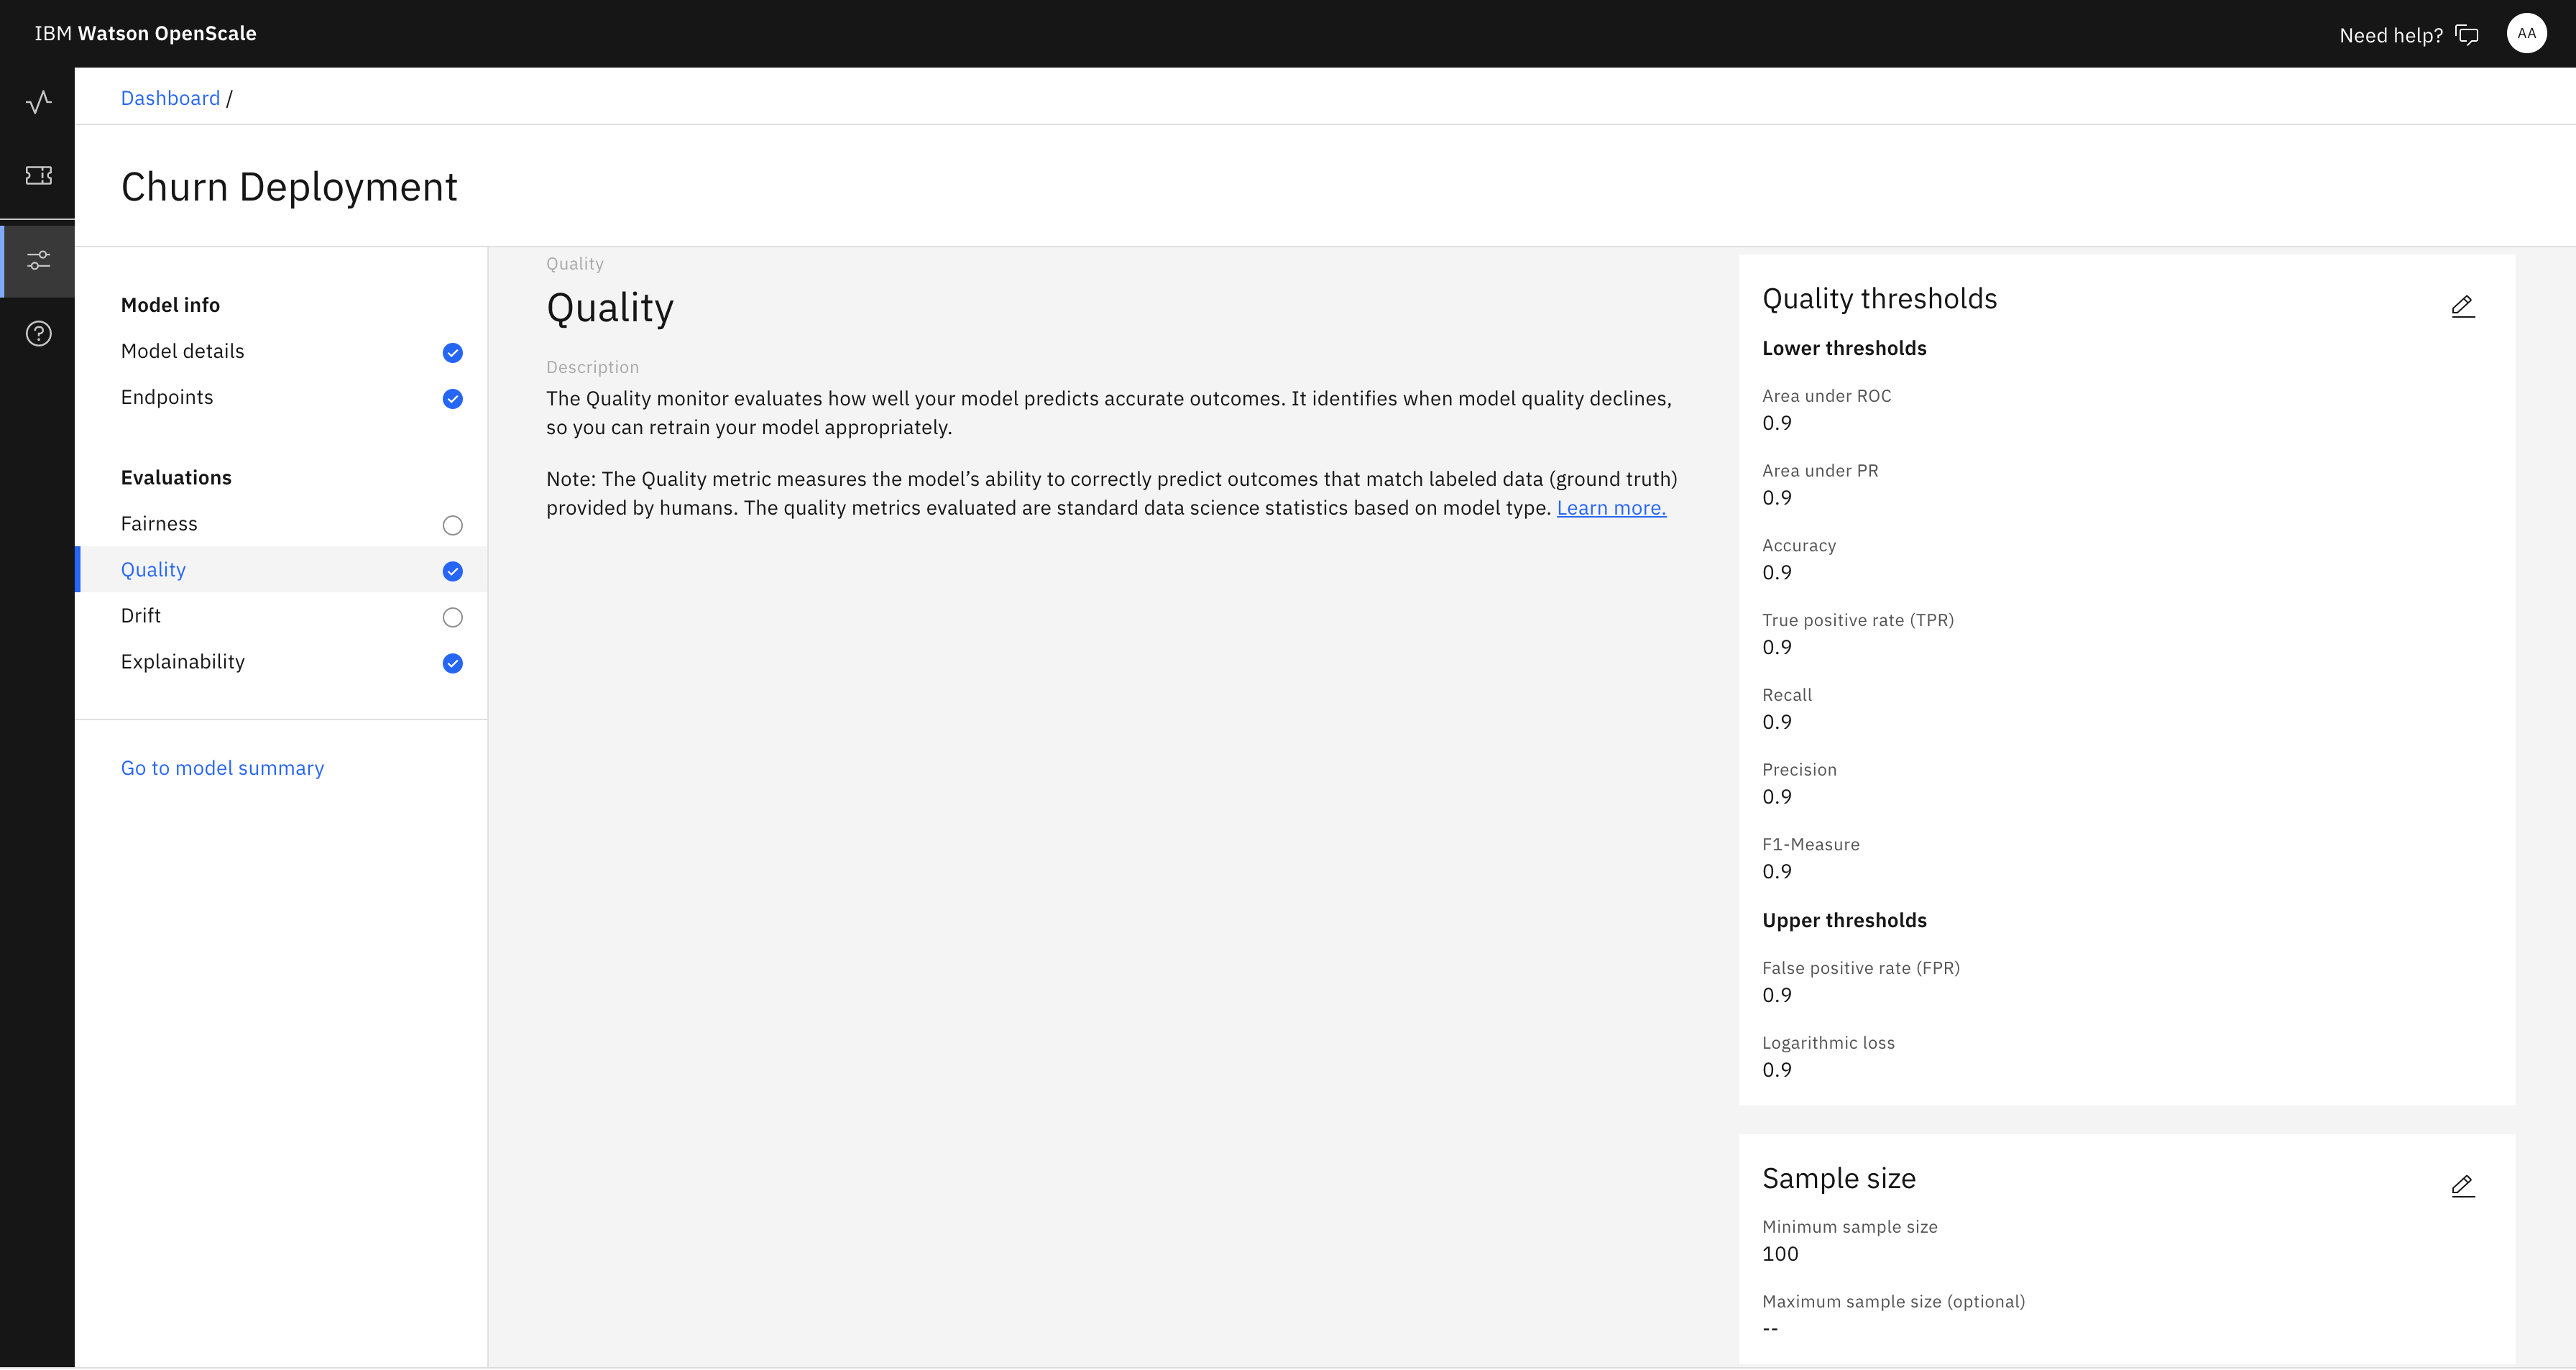 IBM Watson OpenScale
Need help?
AA
Dashboard /
Churn Deployment
Model info
Model details
Endpoints
Evaluations
Fairness
Quality
Drift
Explainability
Go to model summary
Quality
Quality
Description
The Quality monitor evaluates how well your model predicts accurate outcomes. It identifies when model quality declines,
so you can retrain your model appropriately.
Note: The Quality metric measures the model’s ability to correctly predict outcomes that match labeled data (ground truth)
provided by humans. The quality metrics evaluated are standard data science statistics based on model type. Learn more.
Quality thresholds
Lower thresholds
Area under ROC
0.9
Area under PR
0.9
Accuracy
0.9
True positive rate (TPR)
0.9
Recall
0.9
Precision
0.9
F1-Measure
0.9
Upper thresholds
False positive rate (FPR)
0.9
Logarithmic loss
0.9
Sample size
Minimum sample size
100
Maximum sample size (optional)
--